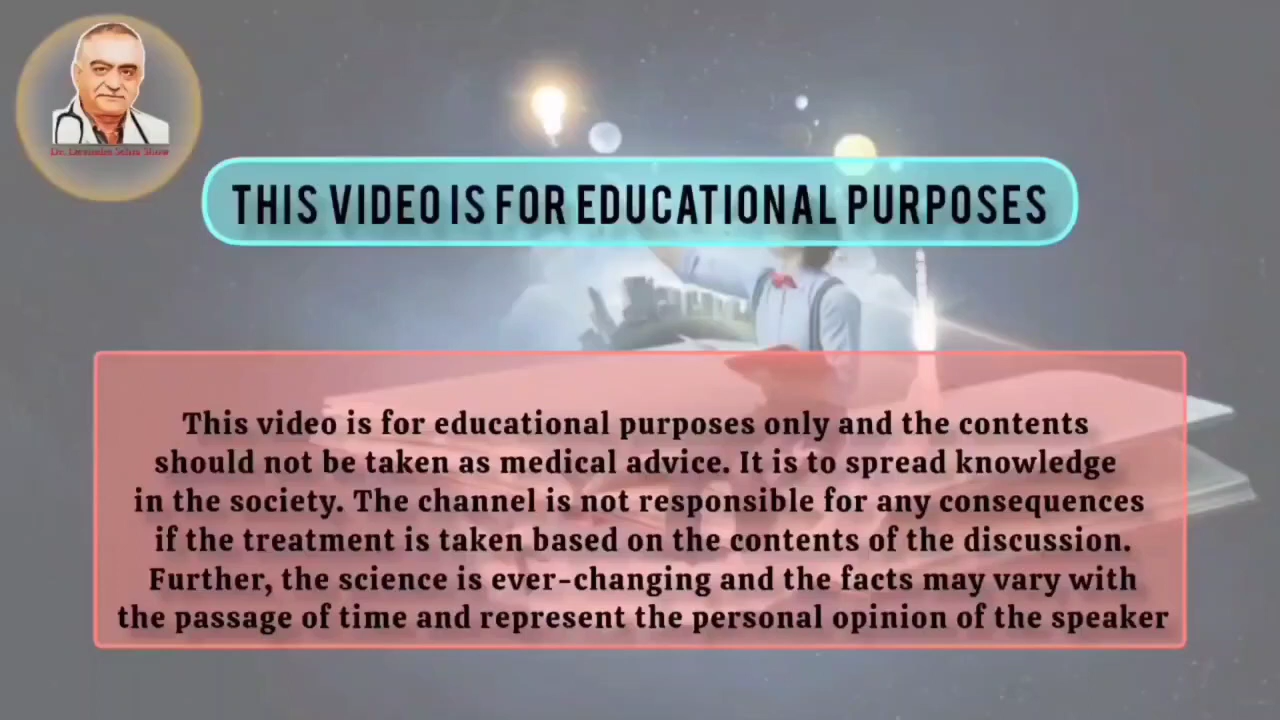 THIS VIDEO IS FOR EDUCATIONAL PURPOSES
This video is for educational purposes only and the contents
should not be taken as medical advice. It is to spread knowledge
in the society. The channel is not responsible for any consequences
if the treatment is taken based on the contents of the discussion.
Further, the science is ever-changing and the facts may vary with
the passage of time and represent the personal opinion of the speaker